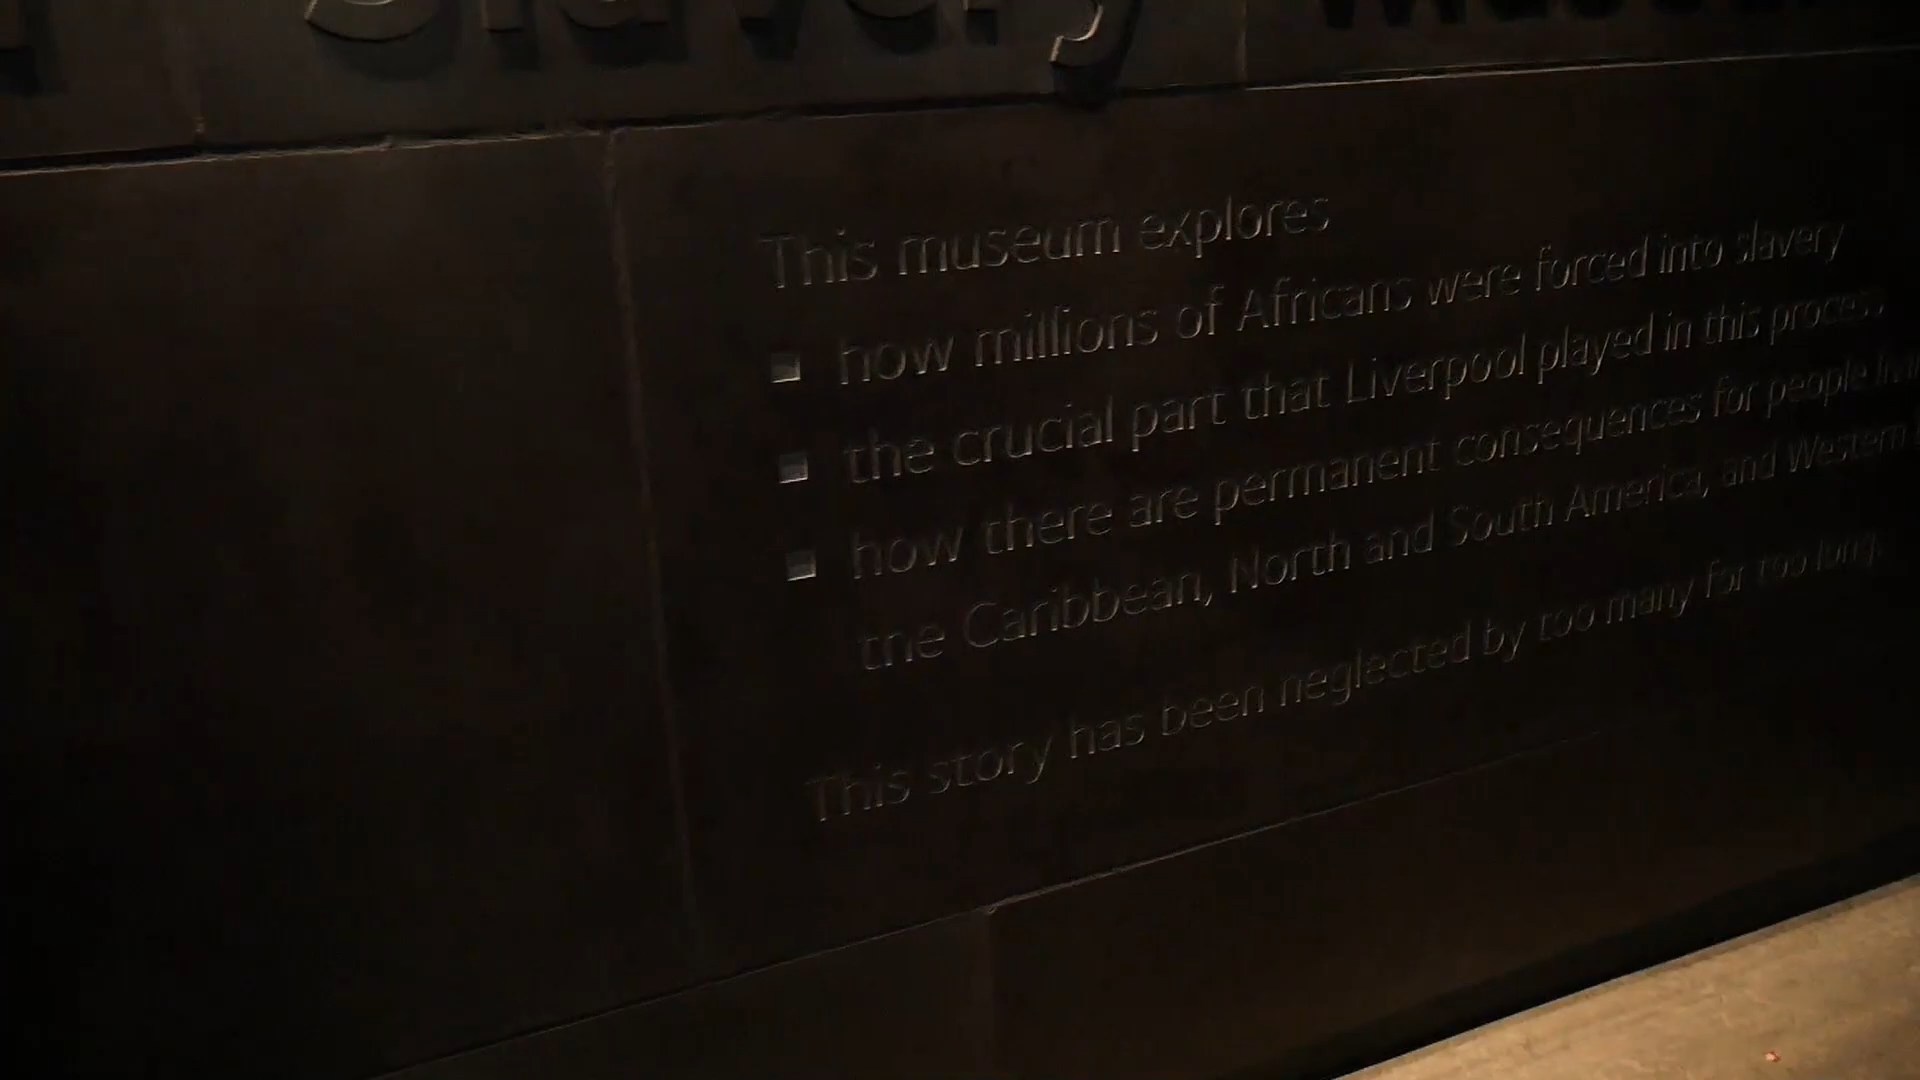 Slavery
This museum explores
▪ how millions of Africans were forced into slavery
▪ the crucial part that Liverpool played in this process
▪ how there are permanent consequences for people
the Caribbean, North and South America, and Western
This story has been neglected by too many for too long.